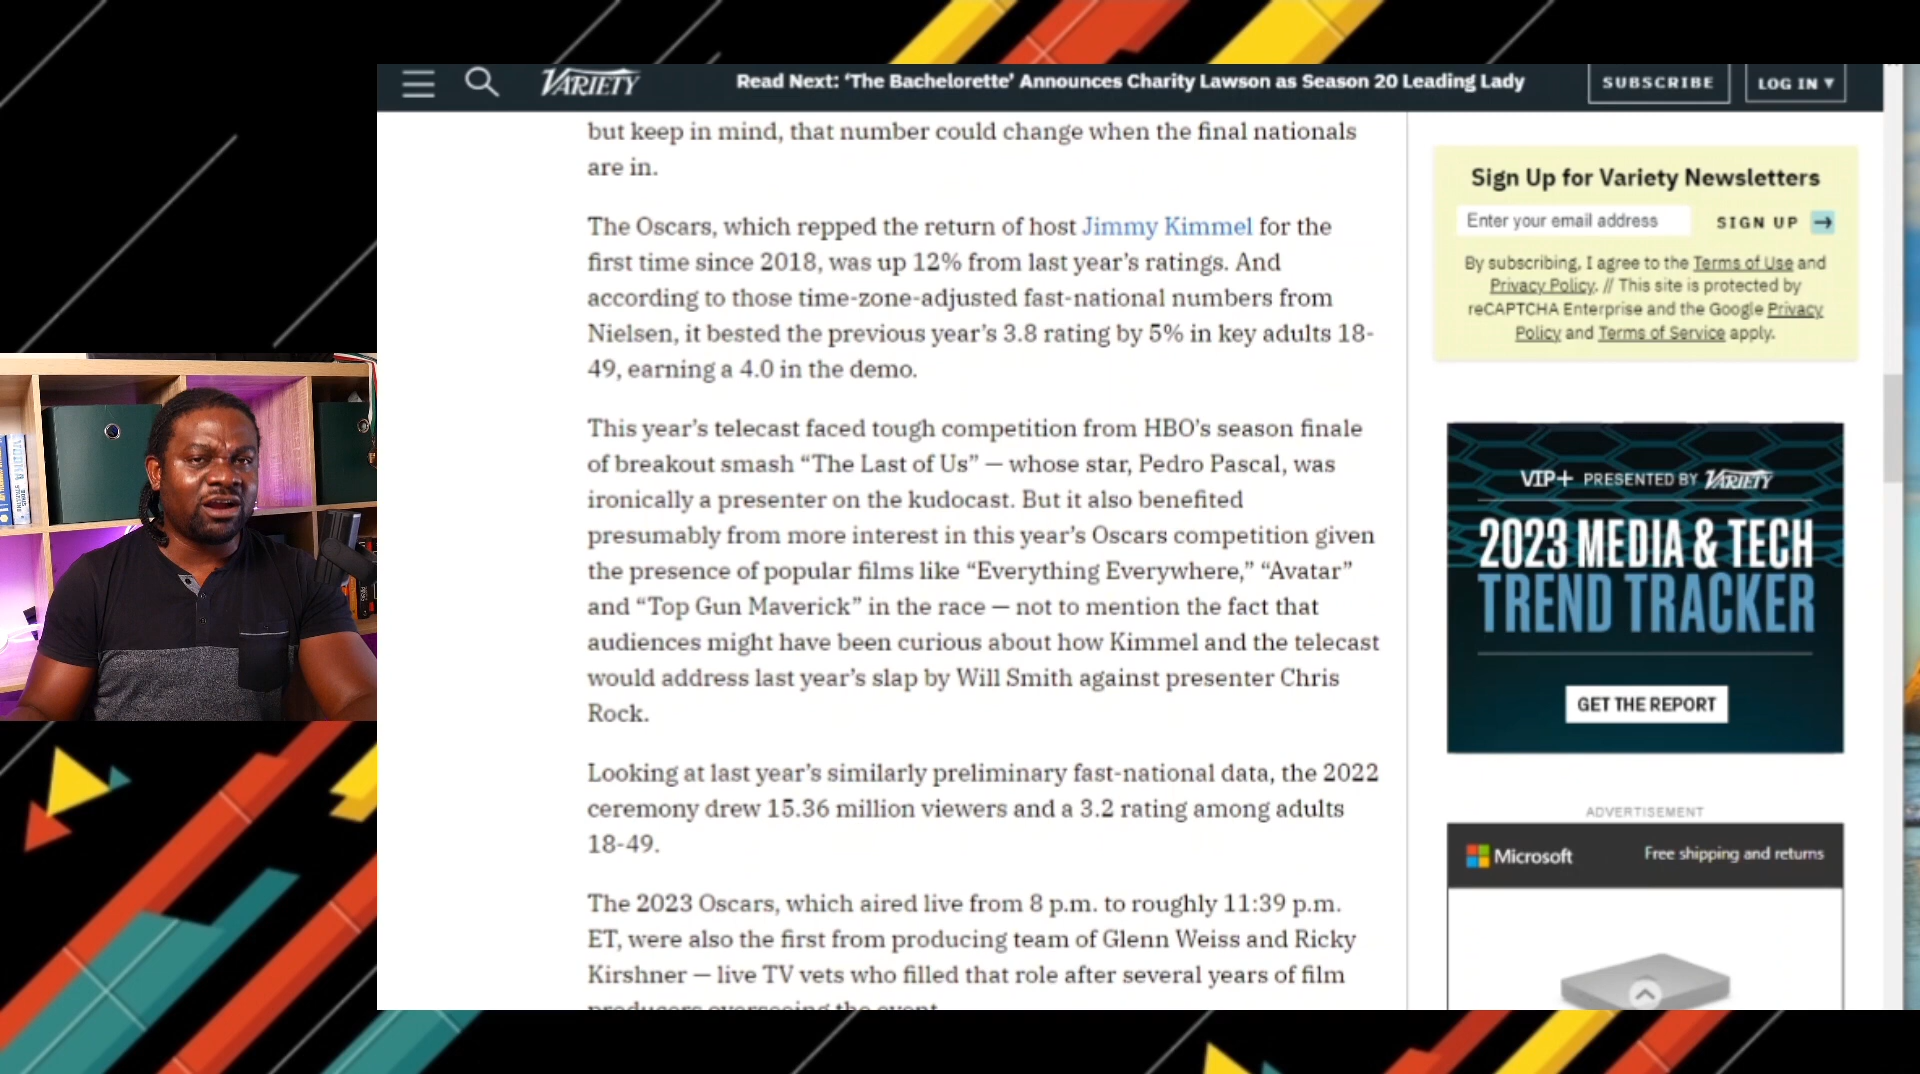 VARIETY
Read Next: ‘The Bachelorette’ Announces Charity Lawson as Season 20 Leading Lady
SUBSCRIBE
LOG IN ▾
but keep in mind, that number could change when the final nationals
are in.
The Oscars, which repped the return of host Jimmy Kimmel for the
first time since 2018, was up 12% from last year’s ratings. And
according to those time-zone-adjusted fast-national numbers from
Nielsen, it bested the previous year’s 3.8 rating by 5% in key adults 18-
49, earning a 4.0 in the demo.
This year’s telecast faced tough competition from HBO’s season finale
of breakout smash “The Last of Us” — whose star, Pedro Pascal, was
ironically a presenter on the kudocast. But it also benefited
presumably from more interest in this year’s Oscars competition given
the presence of popular films like “Everything Everywhere,” “Avatar”
and “Top Gun Maverick” in the race — not to mention the fact that
audiences might have been curious about how Kimmel and the telecast
would address last year’s slap by Will Smith against presenter Chris
Rock.
Looking at last year’s similarly preliminary fast-national data, the 2022
ceremony drew 15.36 million viewers and a 3.2 rating among adults
18-49.
The 2023 Oscars, which aired live from 8 p.m. to roughly 11:39 p.m.
ET, were also the first from producing team of Glenn Weiss and Ricky
Kirshner — live TV vets who filled that role after several years of film
producers overseeing the event
Sign Up for Variety Newsletters
Enter your email address
SIGN UP →
By subscribing, I agree to the Terms of Use and
Privacy Policy. // This site is protected by
reCAPTCHA Enterprise and the Google Privacy
Policy and Terms of Service apply.
VIP+ PRESENTED BY VARIETY
2023 MEDIA & TECH
TREND TRACKER
GET THE REPORT
ADVERTISEMENT
Microsoft
Free shipping and returns